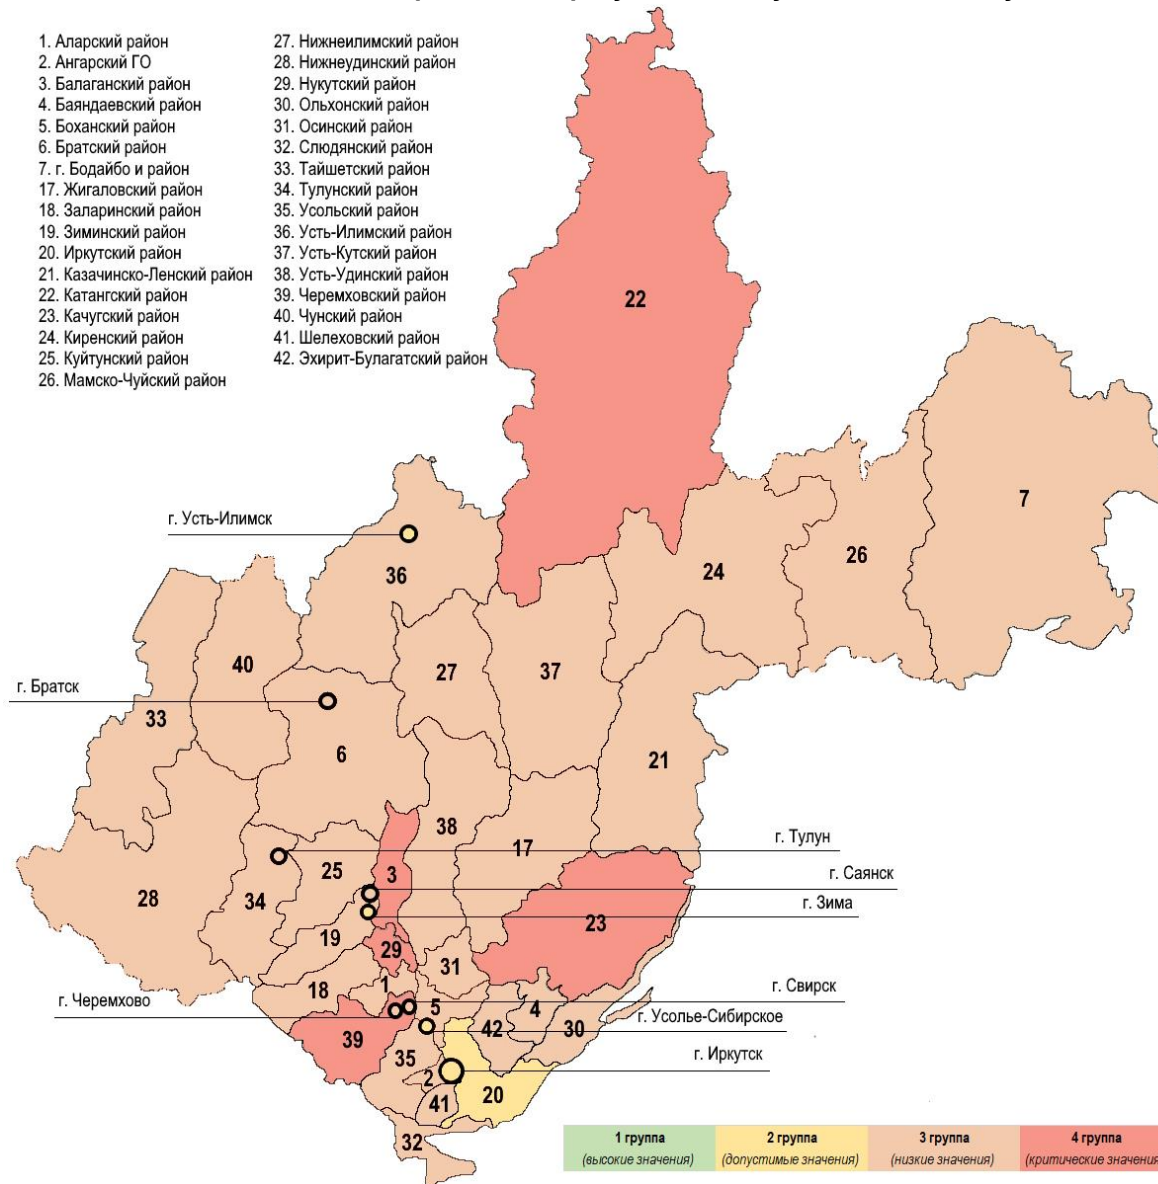 1. Аларский район
2. Ангарский ГО
3. Балаганский район
4. Баяндаевский район
5. Боханский район
6. Братский район
7. г. Бодайбо и район
17. Жигаловский район
18. Заларинский район
19. Зиминский район
20. Иркутский район
21. Казачинско-Ленский район
22. Катангский район
23. Качугский район
24. Киренский район
25. Куйтунский район
26. Мамско-Чуйский район
27. Нижнеилимский район
28. Нижнеудинский район
29. Нукутский район
30. Ольхонский район
31. Осинский район
32. Слюдянский район
33. Тайшетский район
34. Тулунский район
35. Усольский район
36. Усть-Илимский район
37. Усть-Кутский район
38. Усть-Удинский район
39. Черемховский район
40. Чунский район
41. Шелеховский район
42. Эхирит-Булагатский район
22
7
г. Усть-Илимск
26
24
36
40
27
37
г. Братск
33
6
21
38
г. Тулун
17
25
3
г. Саянск
28
34
г. Зима
23
19
29
31
18
1
г. Свирск
г. Черемхово
5
4
г. Усолье-Сибирское
42
30
39
35
г. Иркутск
2
20
41
32
1 группа
(высокие значения)
2 группа
(допустимые значения)
3 группа
(низкие значения)
4 группа
(критические значения